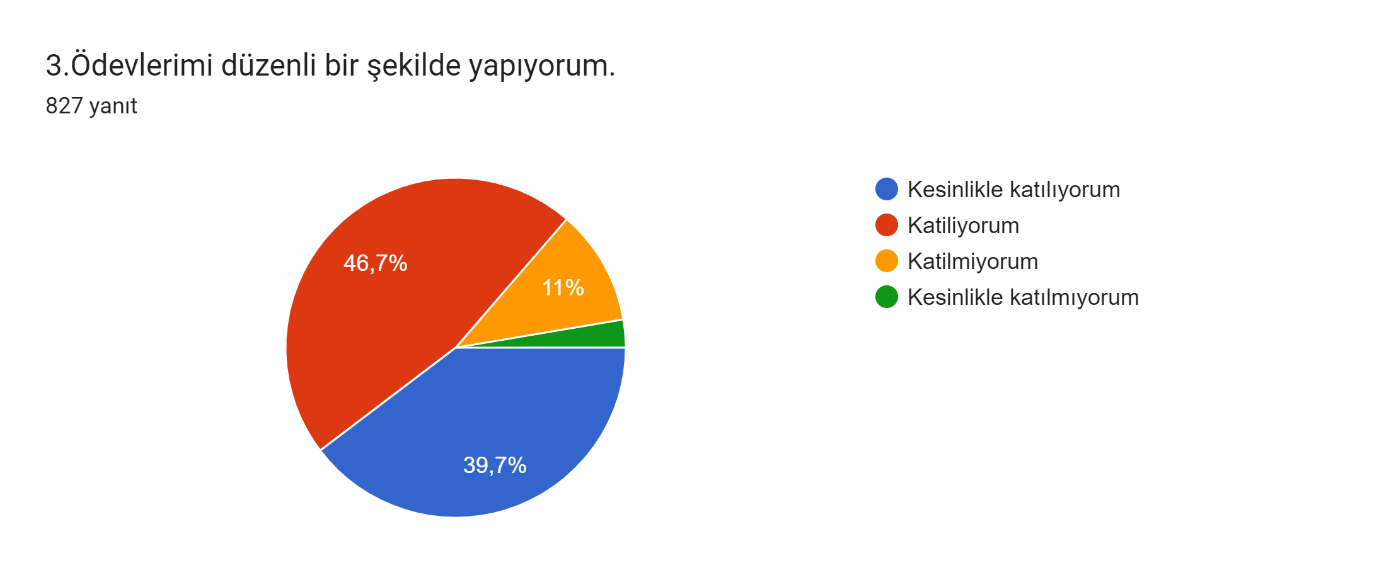 3.Ödevlerimi düzenli bir şekilde yapıyorum.
827 yanıt
Kesinlikle katılıyorum
Katiliyorum
Katilmiyorum
Kesinlikle katılmıyorum
46,7%
11%
39,7%